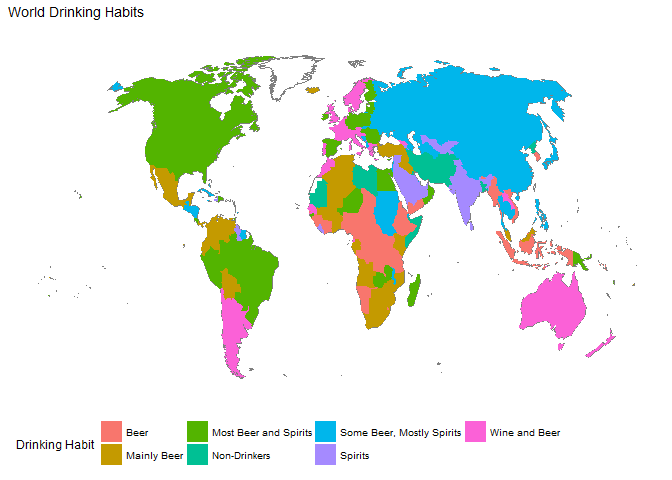 World Drinking Habits
Drinking Habit
Beer
Most Beer and Spirits
Some Beer, Mostly Spirits
Wine and Beer
Mainly Beer
Non-Drinkers
Spirits